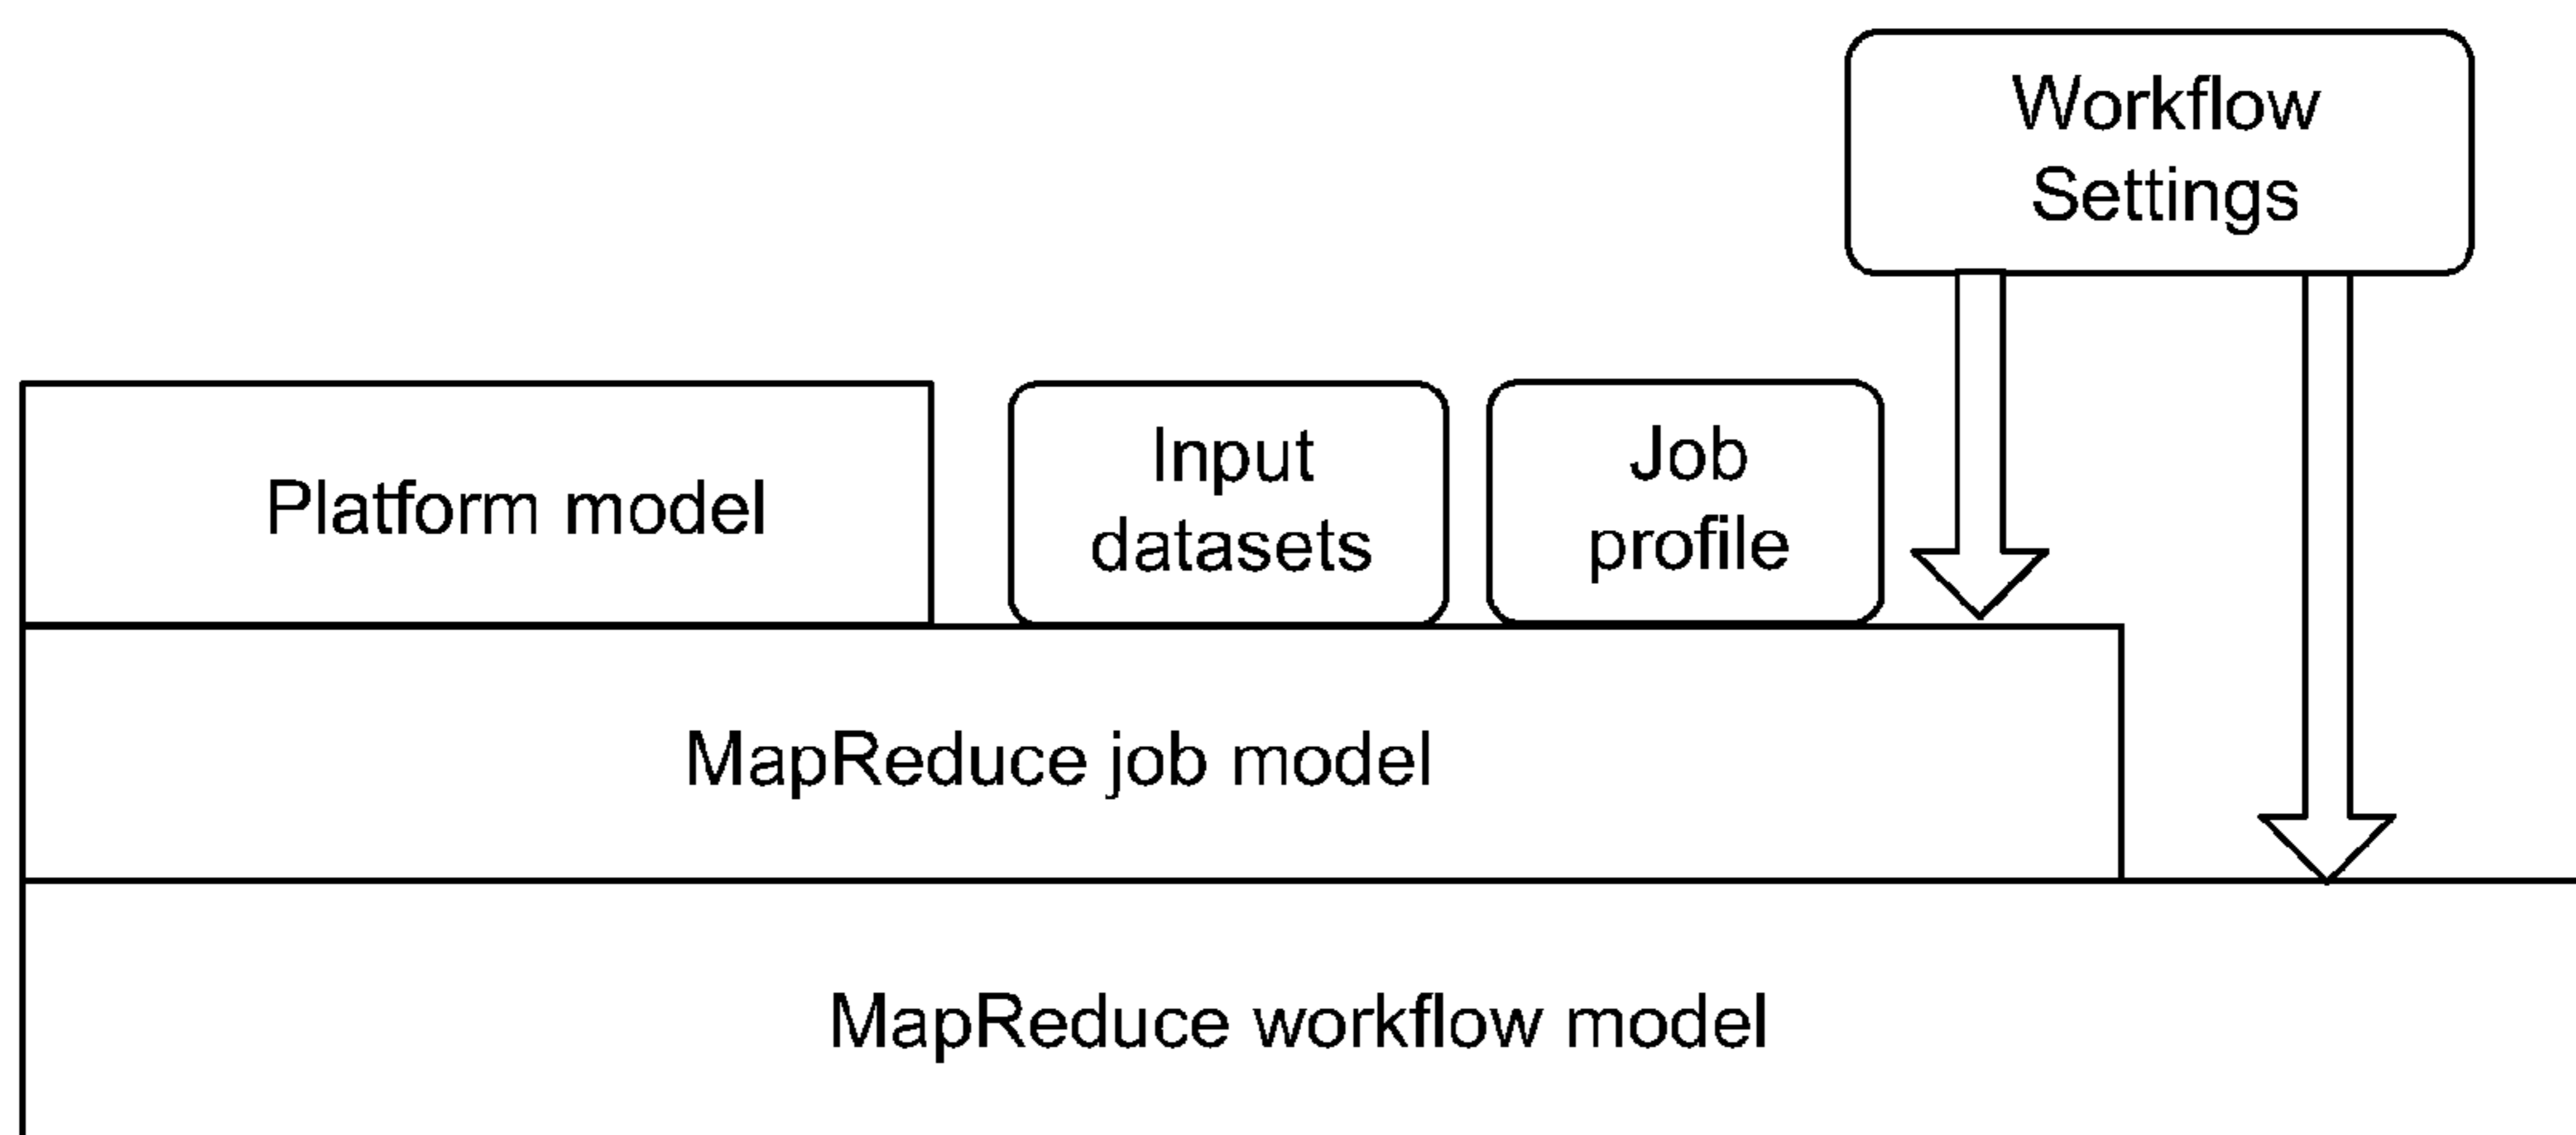 Workflow
Settings
Platform model
Input
datasets
Job
profile
MapReduce job model
MapReduce workflow model